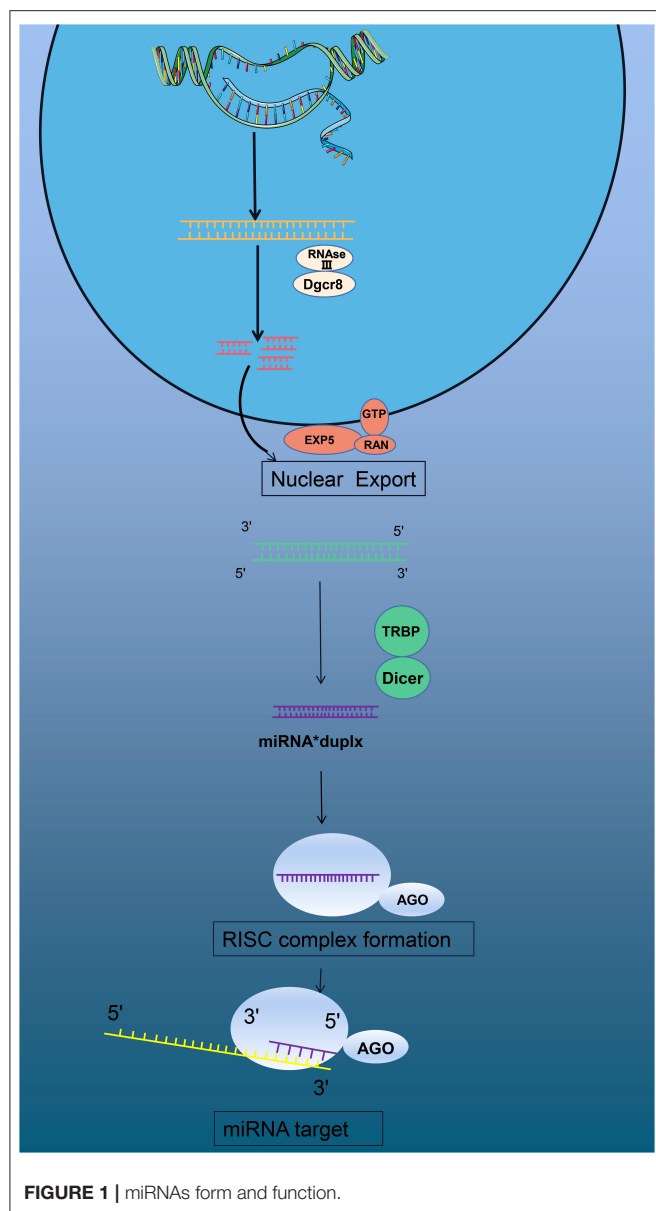 RNAse
III
Dgcr8
GTP
EXP5
RAN
Nuclear Export
3'
5'
5'
3'
TRBP
Dicer
miRNA*duplx
AGO
RISC complex formation
5'
3'
5'
AGO
3'
miRNA target
FIGURE 1 | miRNAs form and function.